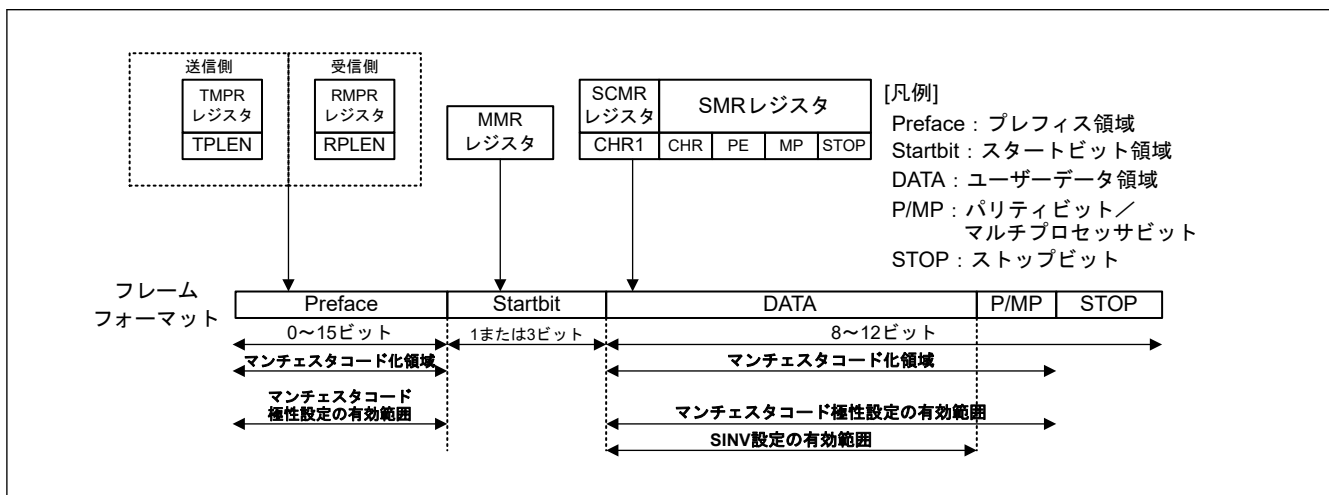 送信側
受信側
TMPR
レジスタ
TPLEN
RMPR
レジスタ
RPLEN
MMR
レジスタ
SCMR
レジスタ
CHR1
SMRレジスタ
CHR
PE
MP
STOP
[凡例]
Preface：プレフィス領域
Startbit：スタートビット領域
DATA：ユーザーデータ領域
P/MP：パリティビット／
マルチプロセッサビット
STOP：ストップビット
フレーム
フォーマット
Preface
Startbit
DATA
P/MP
STOP
0～15ビット
1または3ビット
8～12ビット
マンチェスタコード化領域
マンチェスタコード化領域
マンチェスタコード
極性設定の有効範囲
マンチェスタコード極性設定の有効範囲
SINV設定の有効範囲